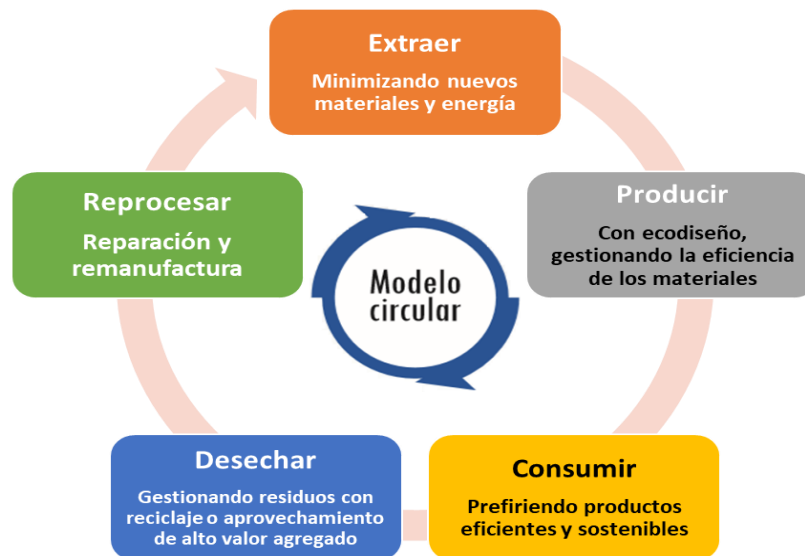 Extraer
Minimizando nuevos
materiales y energía
Producir
Con ecodiseño,
gestionando la eficiencia
de los materiales
Consumir
Prefiriendo productos
eficientes y sostenibles
Desechar
Gestionando residuos con
reciclaje o aprovechamiento
de alto valor agregado
Reprocesar
Reparación y
remanufactura
Modelo
circular